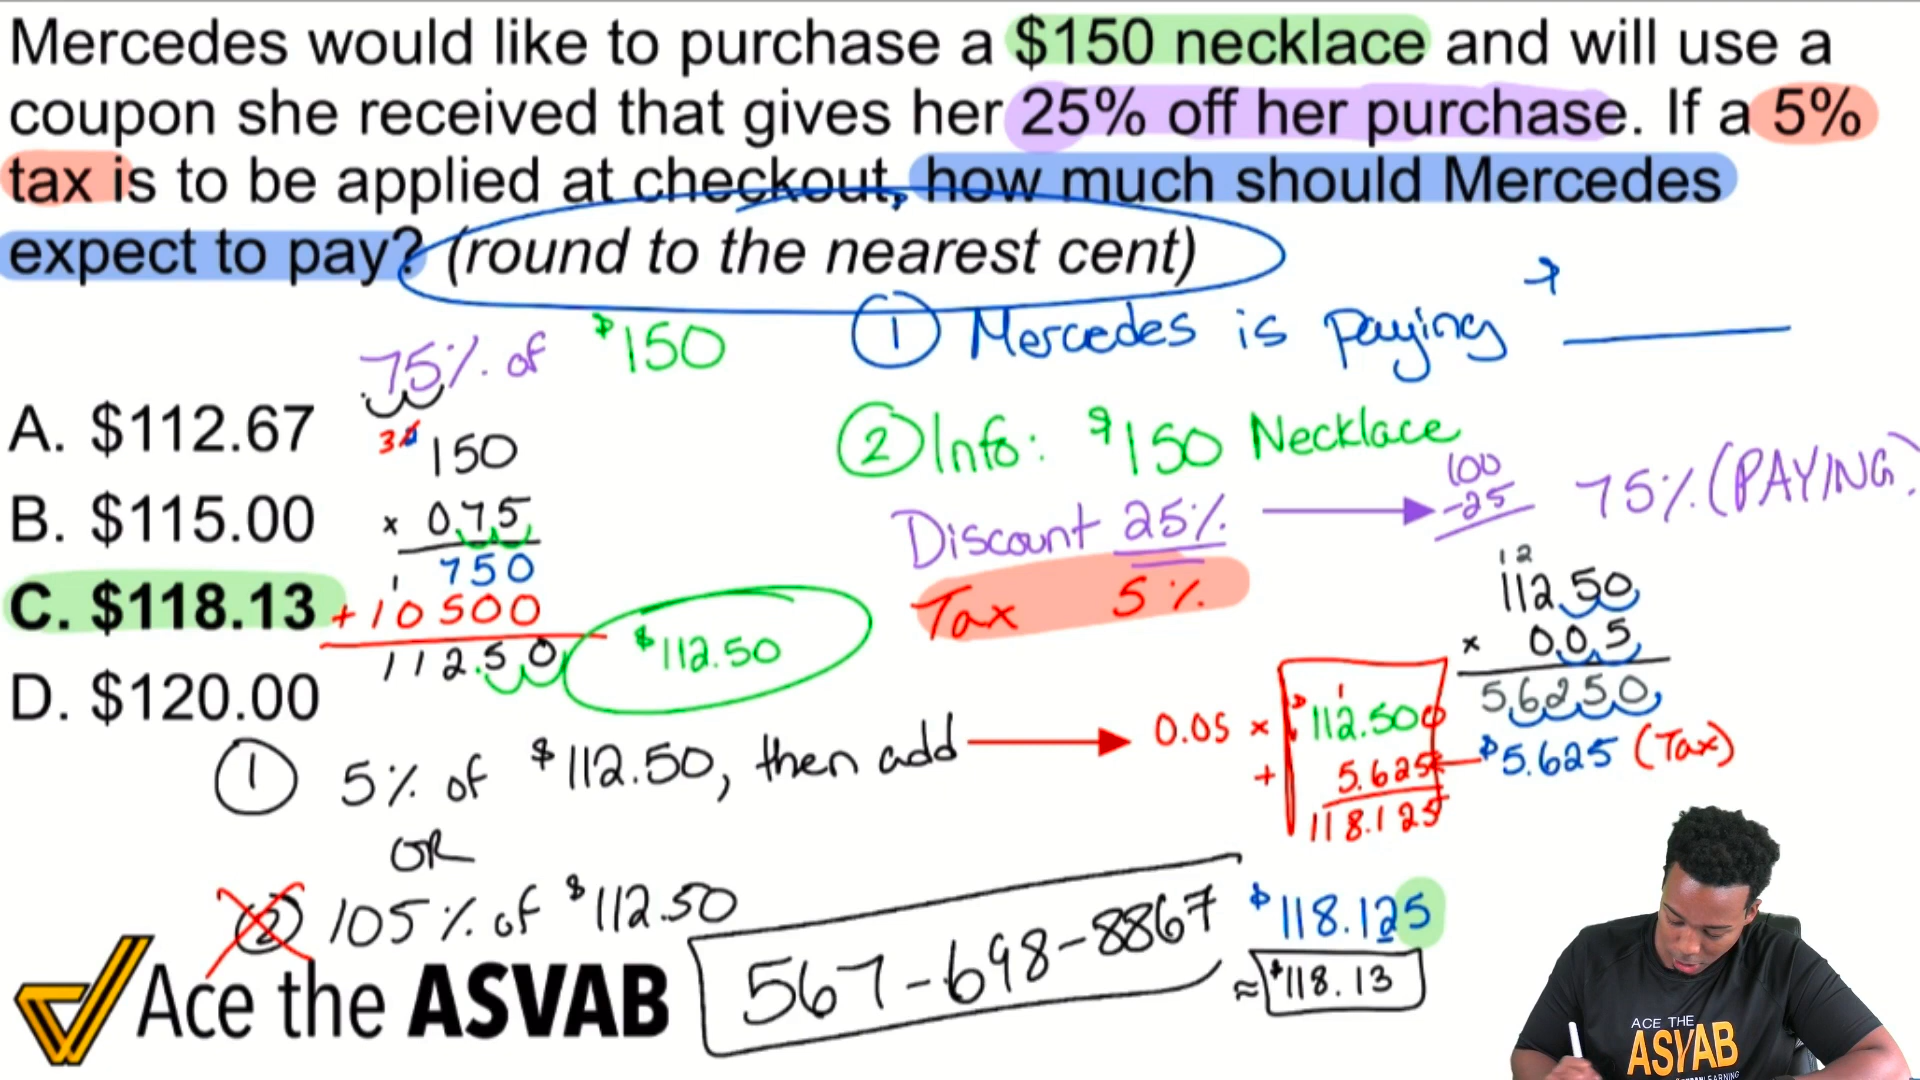 Mercedes would like to purchase a $150 necklace and will use a
coupon she received that gives her 25% off her purchase. If a 5%
tax is to be applied at checkout, how much should Mercedes
expect to pay? (round to the nearest cent)
① Mercedes is paying
75% of $150
A. $112.67
B. $115.00
C. $118.13
D. $120.00
150
x 0.75
1
750
+10500
112.50
$112.50
② Info: $150 Necklace
Discount 25%
100
-25
75% (PAYING)
Tax 5%
12
112.50
x 0.05
56250
$5.625 (Tax)
① 5% of $112.50, then add
0.05 x
1
$112.500
+ 5.625
118.125
OR
② 105% of $112.50
$118.125
≈ $118.13
Ace the ASVAB
567-698-8867
ACE THE
ASVAB